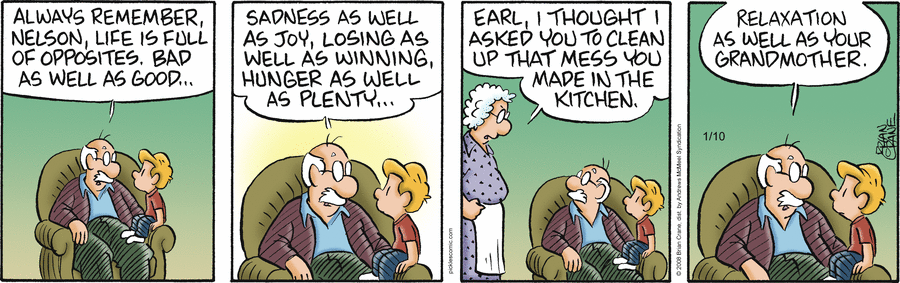 ALWAYS REMEMBER,
NELSON, LIFE IS FULL
OF OPPOSITES. BAD
AS WELL AS GOOD...
SADNESS AS WELL
AS JOY, LOSING AS
WELL AS WINNING,
HUNGER AS WELL
AS PLENTY...
picklescomic.com
EARL, I THOUGHT I
ASKED YOU TO CLEAN
UP THAT MESS YOU
MADE IN THE
KITCHEN.
© 2008 Brian Crane, dist. by Andrews McMeel Syndication
RELAXATION
AS WELL AS YOUR
GRANDMOTHER.
1/10
BRIAN
CRANE